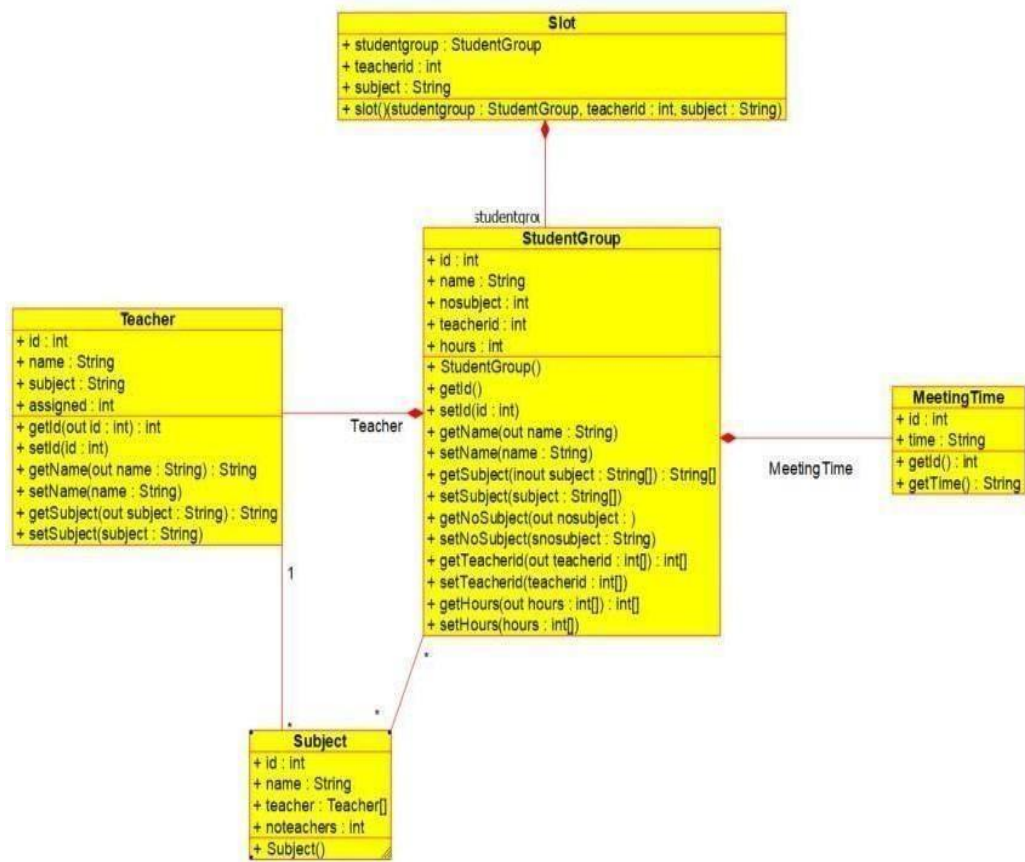 Slot
+ studentgroup : StudentGroup
+ teacherid : int
+ subject : String
+ slot()(studentgroup : StudentGroup, teacherid : int, subject : String)
studentgrou
StudentGroup
+ id : int
+ name : String
+ nosubject : int
+ teacherid : int
+ hours : int
+ StudentGroup()
+ getId()
+ setId(id : int)
+ getName(out name : String)
+ setName(name : String)
+ getSubject(inout subject : String[]) : String[]
+ setSubject(subject : String[])
+ getNoSubject(out nosubject : )
+ setNoSubject(snosubject : String)
+ getTeacherid(out teacherid : int[]) : int[]
+ setTeacherid(teacherid : int[])
+ getHours(out hours : int[]) : int[]
+ setHours(hours : int[])
Teacher
+ id : int
+ name : String
+ subject : String
+ assigned : int
+ getId(out id : int) : int
+ setId(id : int)
+ getName(out name : String) : String
+ setName(name : String)
+ getSubject(out subject : String) : String
+ setSubject(subject : String)
Teacher
MeetingTime
MeetingTime
+ id : int
+ time : String
+ getId() : int
+ getTime() : String
1
*
*
*
Subject
+ id : int
+ name : String
+ teacher : Teacher[]
+ noteachers : int
+ Subject()